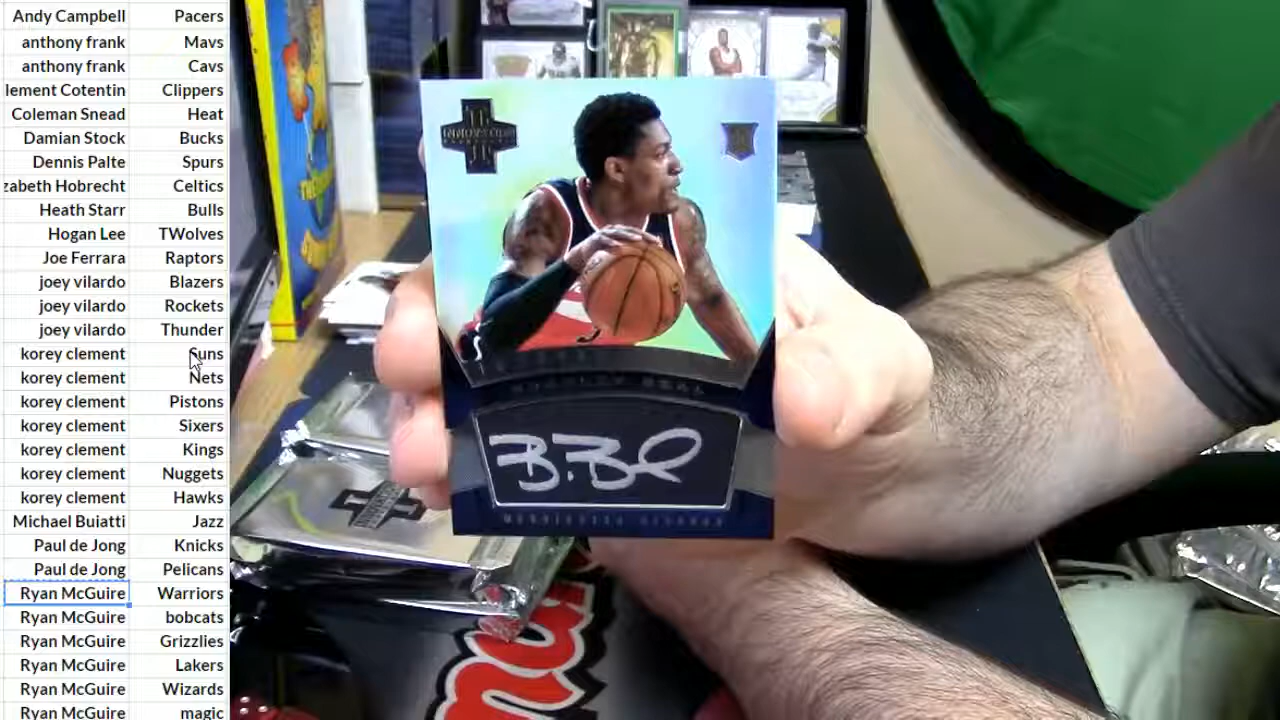 Andy Campbell Pacers
anthony frank Mavs
anthony frank Cavs
lement Cotentin Clippers
Coleman Snead Heat
Damian Stock Bucks
Dennis Palte Spurs
zabeth Hobrecht Celtics
Heath Starr Bulls
Hogan Lee TWolves
Joe Ferrara Raptors
joey vilardo Blazers
joey vilardo Rockets
joey vilardo Thunder
korey clement Suns
korey clement Nets
korey clement Pistons
korey clement Sixers
korey clement Kings
korey clement Nuggets
korey clement Hawks
Michael Buiatti Jazz
Paul de Jong Knicks
Paul de Jong Pelicans
Ryan McGuire Warriors
Ryan McGuire bobcats
Ryan McGuire Grizzlies
Ryan McGuire Lakers
Ryan McGuire Wizards
Ryan McGuire magic
INNOVATION
BRADLEY BEAL
B. Beal